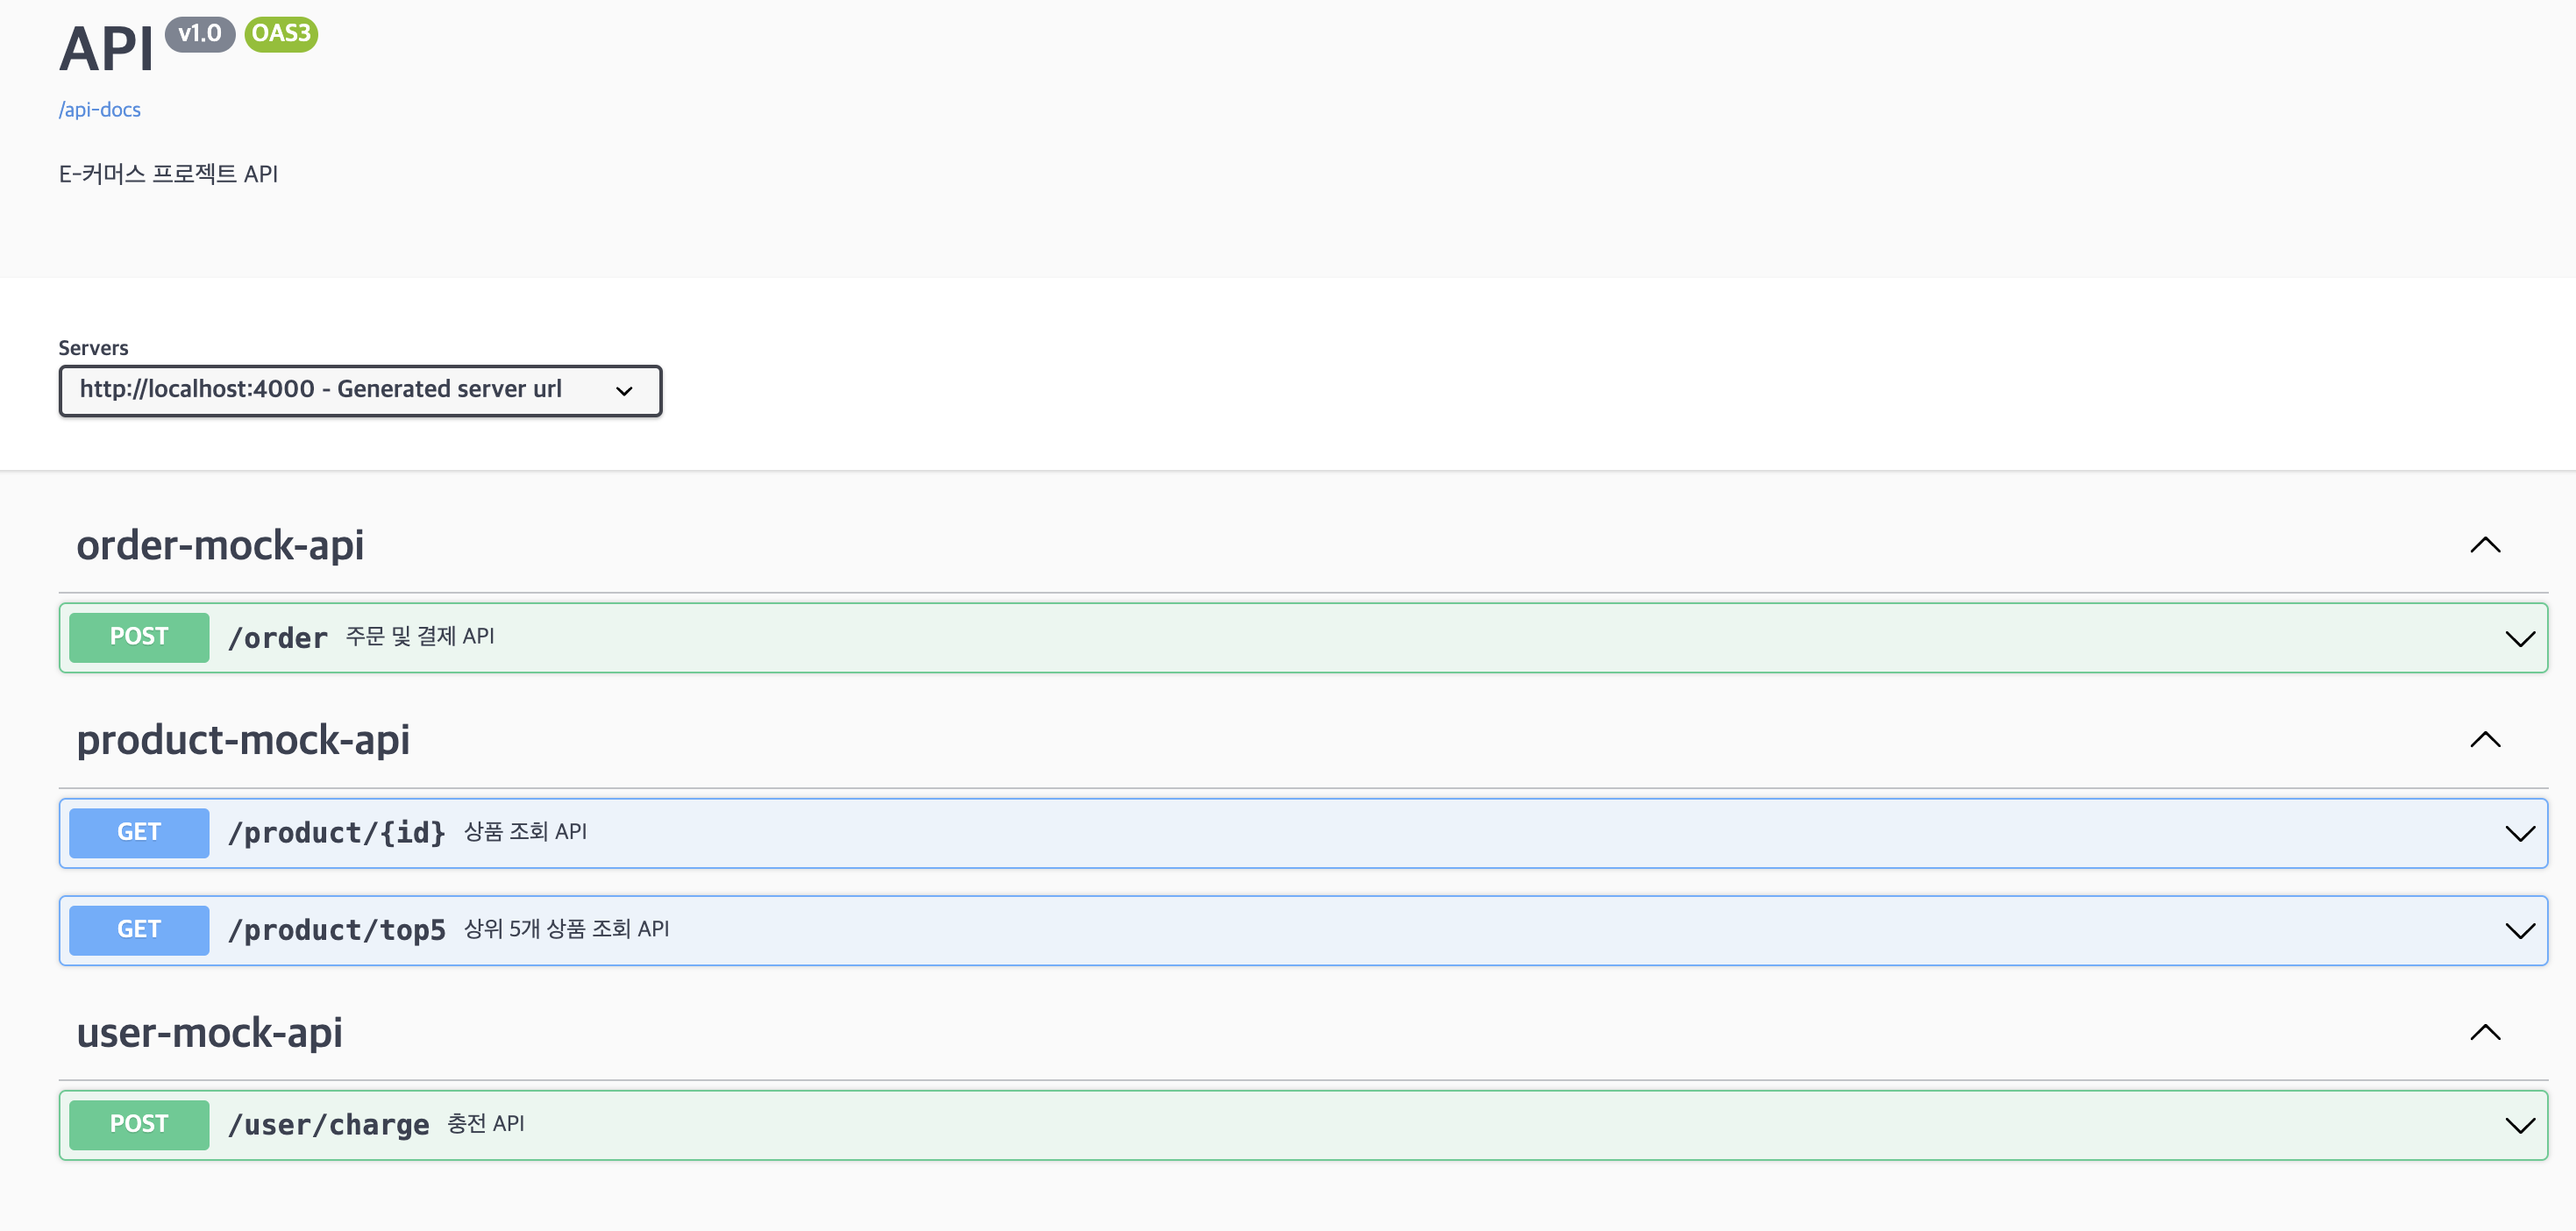 API v1.0 OAS3
/api-docs
E-커머스 프로젝트 API
Servers
http://localhost:4000 - Generated server url
order-mock-api
POST /order 주문 및 결제 API
product-mock-api
GET /product/{id} 상품 조회 API
GET /product/top5 상위 5개 상품 조회 API
user-mock-api
POST /user/charge 충전 API